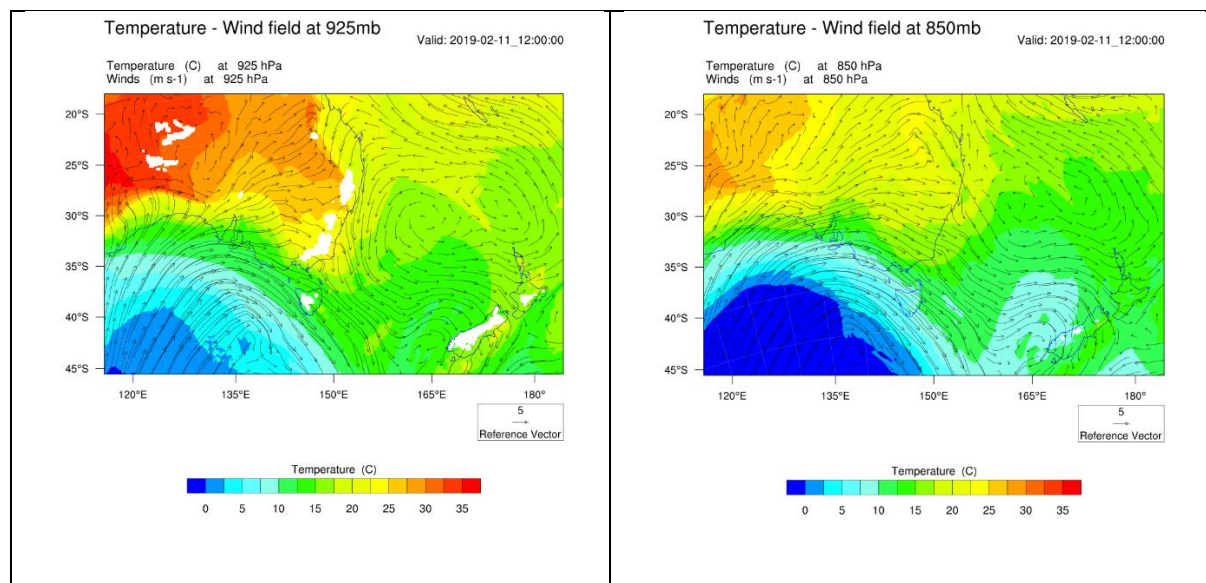 Temperature - Wind field at 925mb
Valid: 2019-02-11_12:00:00
Temperature (C) at 925 hPa
Winds (m s-1) at 925 hPa
20°S
25°S
30°S
35°S
40°S
45°S
120°E
135°E
150°E
165°E
180°
5
Reference Vector
Temperature (C)
0 5 10 15 20 25 30 35
Temperature - Wind field at 850mb
Valid: 2019-02-11_12:00:00
Temperature (C) at 850 hPa
Winds (m s-1) at 850 hPa
20°S
25°S
30°S
35°S
40°S
45°S
120°E
135°E
150°E
165°E
180°
5
Reference Vector
Temperature (C)
0 5 10 15 20 25 30 35